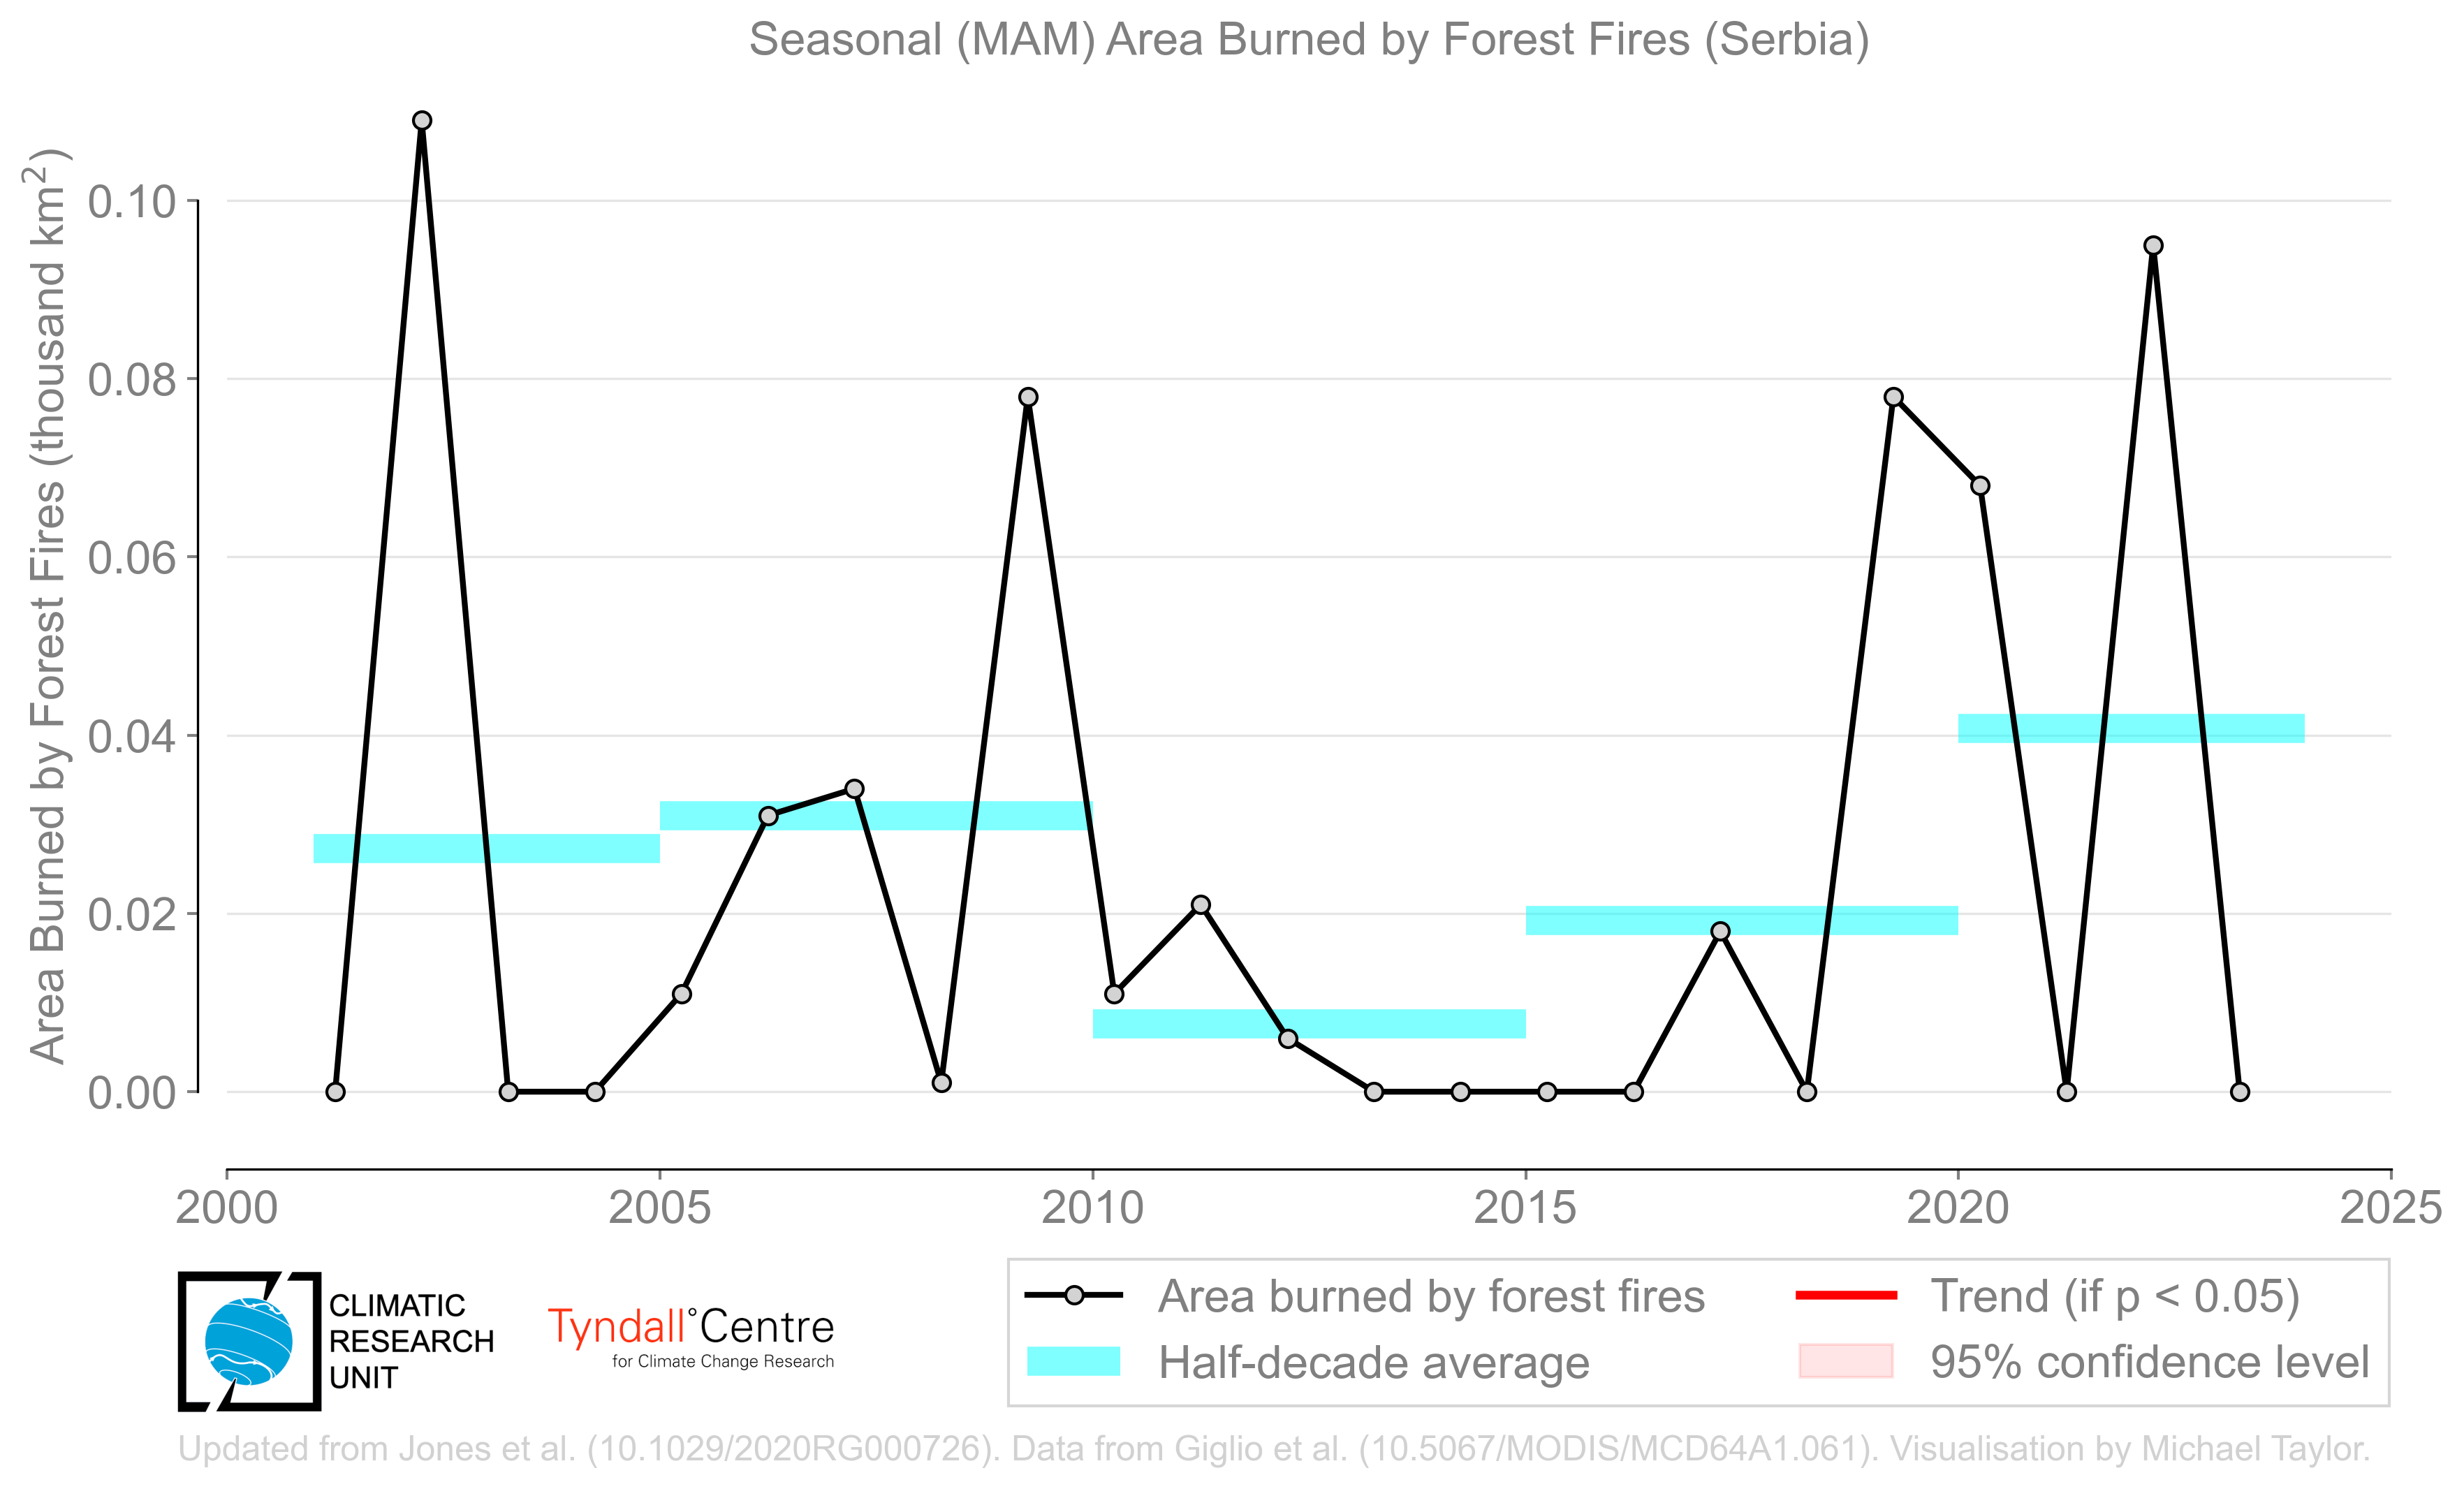 Seasonal (MAM) Area Burned by Forest Fires (Serbia)
Area Burned by Forest Fires (thousand km²)
0.10
0.08
0.06
0.04
0.02
0.00
2000 2005 2010 2015 2020 2025
CLIMATIC
RESEARCH
UNIT
Tyndall°Centre
for Climate Change Research
Area burned by forest fires
Half-decade average
Trend (if p < 0.05)
95% confidence level
Updated from Jones et al. (10.1029/2020RG000726). Data from Giglio et al. (10.5067/MODIS/MCD64A1.061). Visualisation by Michael Taylor.